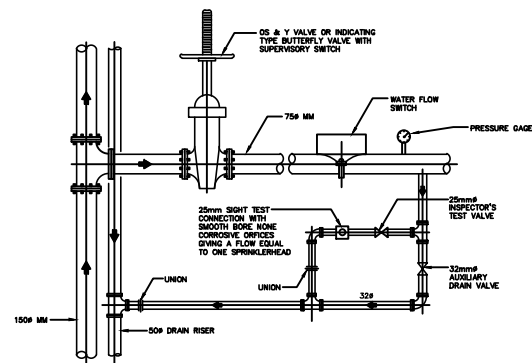 OS & Y VALVE OR INDICATING
TYPE BUTTERFLY VALVE WITH
SUPERVISORY SWITCH
75ø MM
WATER FLOW
SWITCH
PRESSURE GAGE
25mm SIGHT TEST
CONNECTION WITH
SMOOTH BORE NONE
CORROSIVE ORFICES
GIVING A FLOW EQUAL
TO ONE SPRINKLERHEAD
25mmø
INSPECTOR'S
TEST VALVE
UNION
UNION
32ø
32mmø
AUXILIARY
DRAIN VALVE
150ø MM
50ø DRAIN RISER